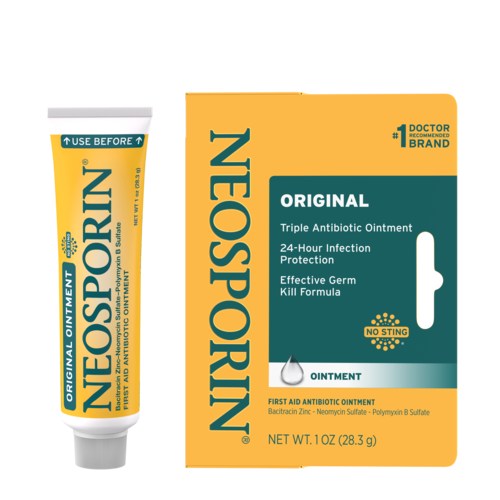 ↑USE BEFORE↑
NET WT 1 oz (28.3 g)
NO STING
ORIGINAL OINTMENT
NEOSPORIN®
Bacitracin Zinc-Neomycin Sulfate-Polymyxin B Sulfate
FIRST AID ANTIBIOTIC OINTMENT
NEOSPORIN®
#1 DOCTOR
RECOMMENDED
BRAND
ORIGINAL
Triple Antibiotic Ointment
24-Hour Infection
Protection
Effective Germ
Kill Formula
NO STING
OINTMENT
FIRST AID ANTIBIOTIC OINTMENT
Bacitracin Zinc - Neomycin Sulfate - Polymyxin B Sulfate
NET WT. 1 OZ (28.3 g)